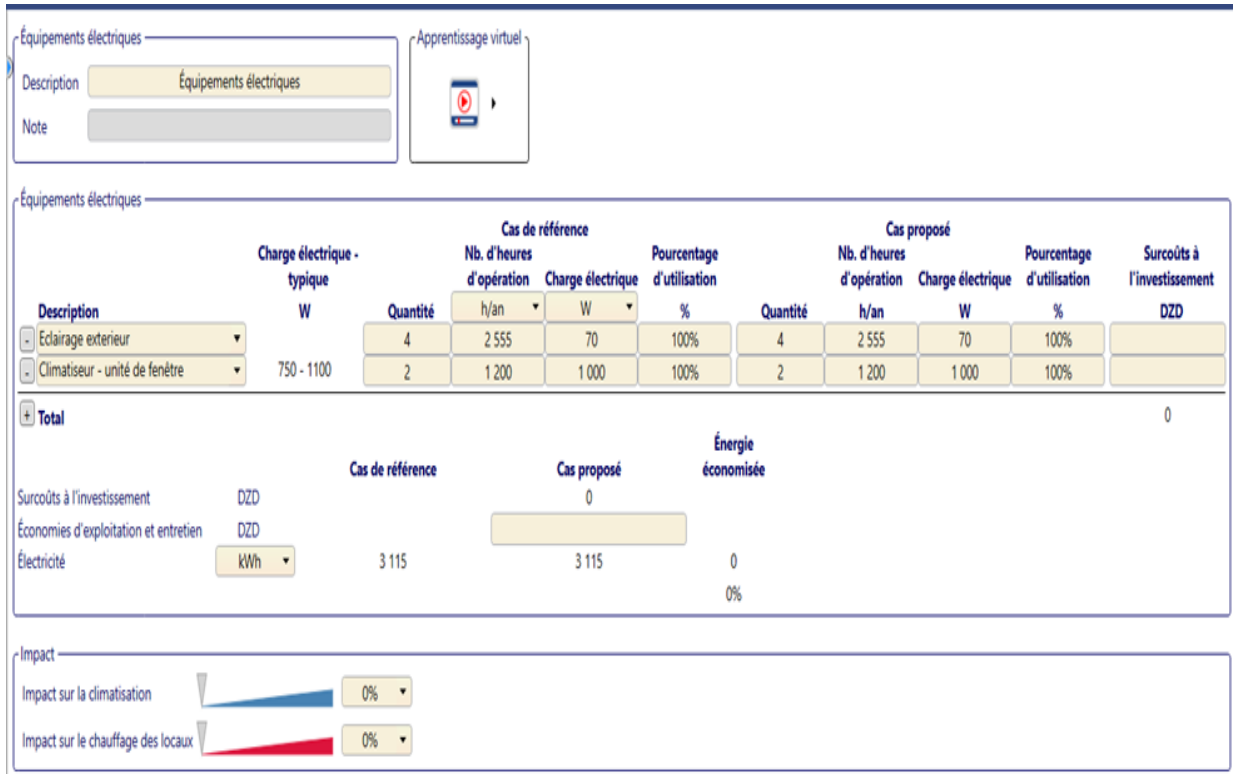 Équipements électriques
Apprentissage virtuel
Description Équipements électriques
Note
Équipements électriques
Cas de référence Cas proposé
Charge électrique - Nb. d'heures Pourcentage Nb. d'heures Pourcentage Surcoûts à
typique d'opération Charge électrique d'utilisation d'opération Charge électrique d'utilisation l'investissement
Description W Quantité h/an W % Quantité h/an W % DZD
- Eclairage exterieur 4 2 555 70 100% 4 2 555 70 100%
- Climatiseur - unité de fenêtre 750 - 1100 2 1 200 1 000 100% 2 1 200 1 000 100%
+ Total 0
Énergie
Cas de référence Cas proposé économisée
Surcoûts à l'investissement DZD 0
Économies d'exploitation et entretien DZD
Électricité kWh 3 115 3 115 0
0%
Impact
Impact sur la climatisation 0%
Impact sur le chauffage des locaux 0%